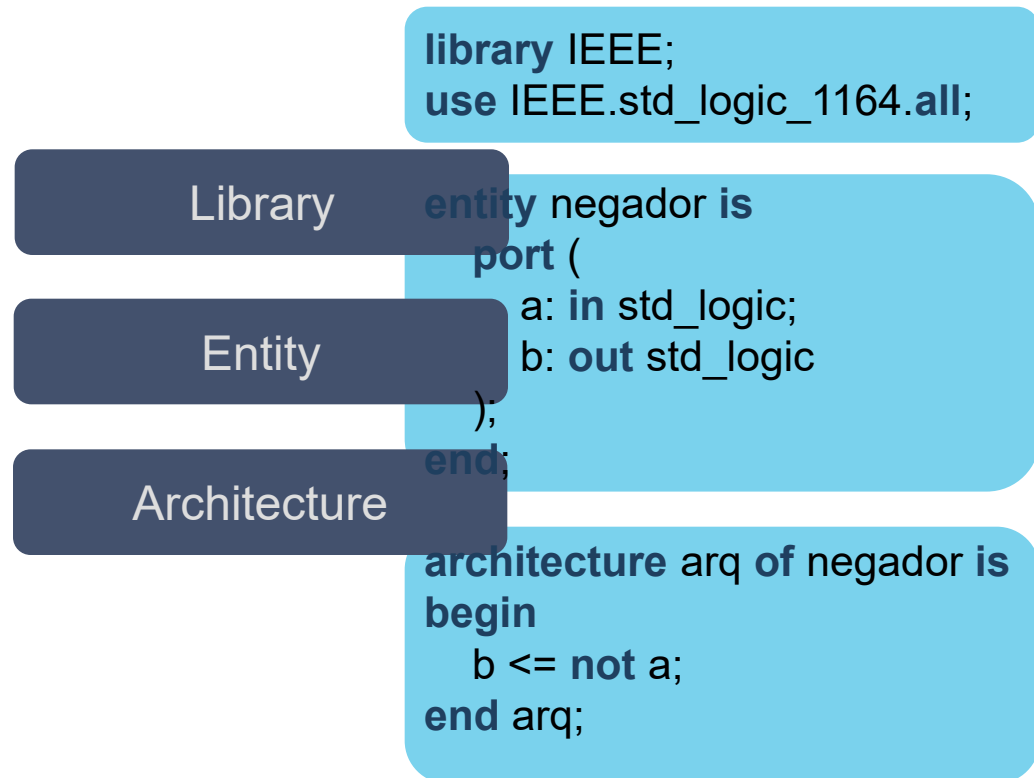 library IEEE;
use IEEE.std_logic_1164.all;
Library
entity negador is
port (
a: in std_logic;
Entity
b: out std_logic
);
end;
Architecture
architecture arq of negador is
begin
b <= not a;
end arq;